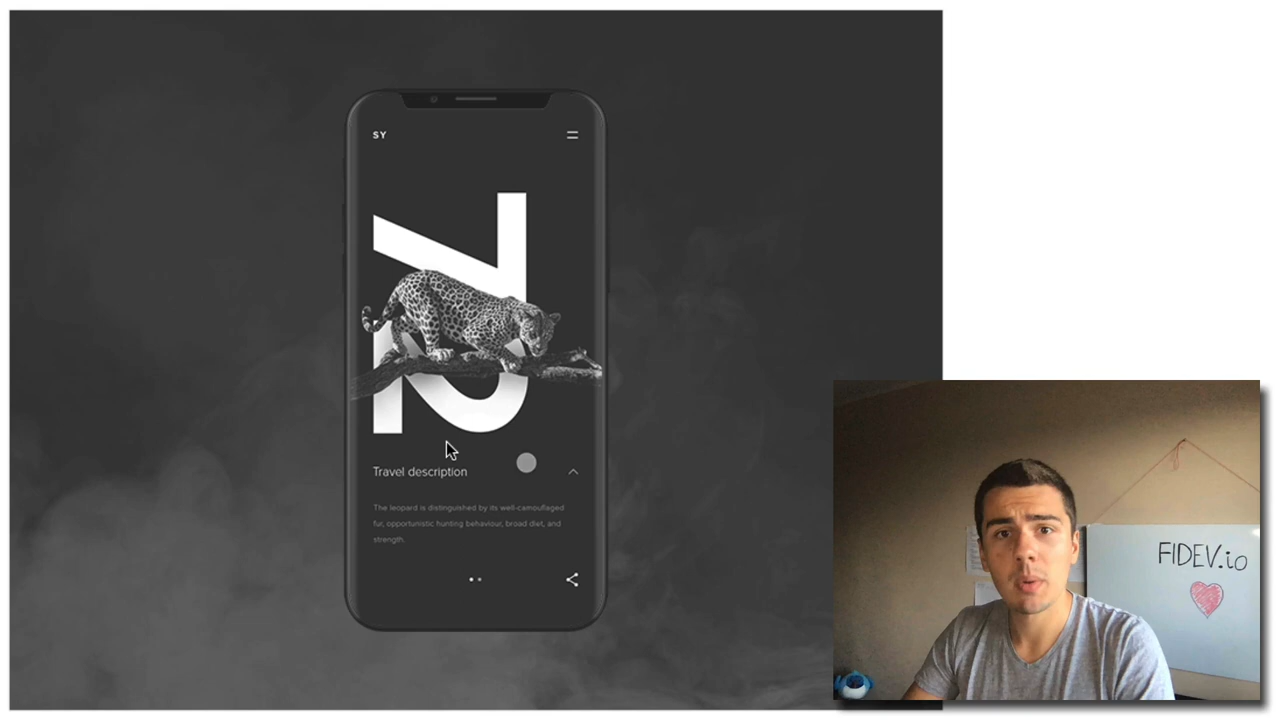 SY
72
Travel description
The leopard is distinguished by its well-camouflaged
fur, opportunistic hunting behaviour, broad diet, and
strength.
FIDEV.io